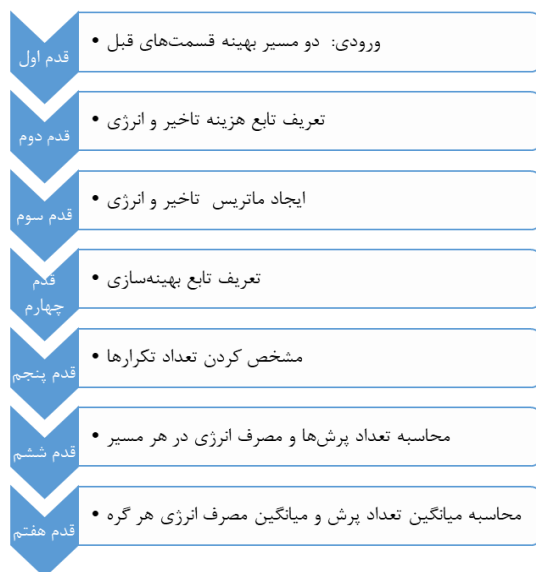 قدم اول
• ورودی: دو مسیر بهینه قسمت‌های قبل
قدم دوم
• تعریف تابع هزینه تاخیر و انرژی
قدم سوم
• ایجاد ماتریس تاخیر و انرژی
قدم
چهارم
• تعریف تابع بهینه‌سازی
قدم پنجم
• مشخص کردن تعداد تکرارها
قدم ششم
• محاسبه تعداد پرش‌ها و مصرف انرژی در هر مسیر
قدم هفتم
• محاسبه میانگین تعداد پرش و میانگین مصرف انرژی هر گره